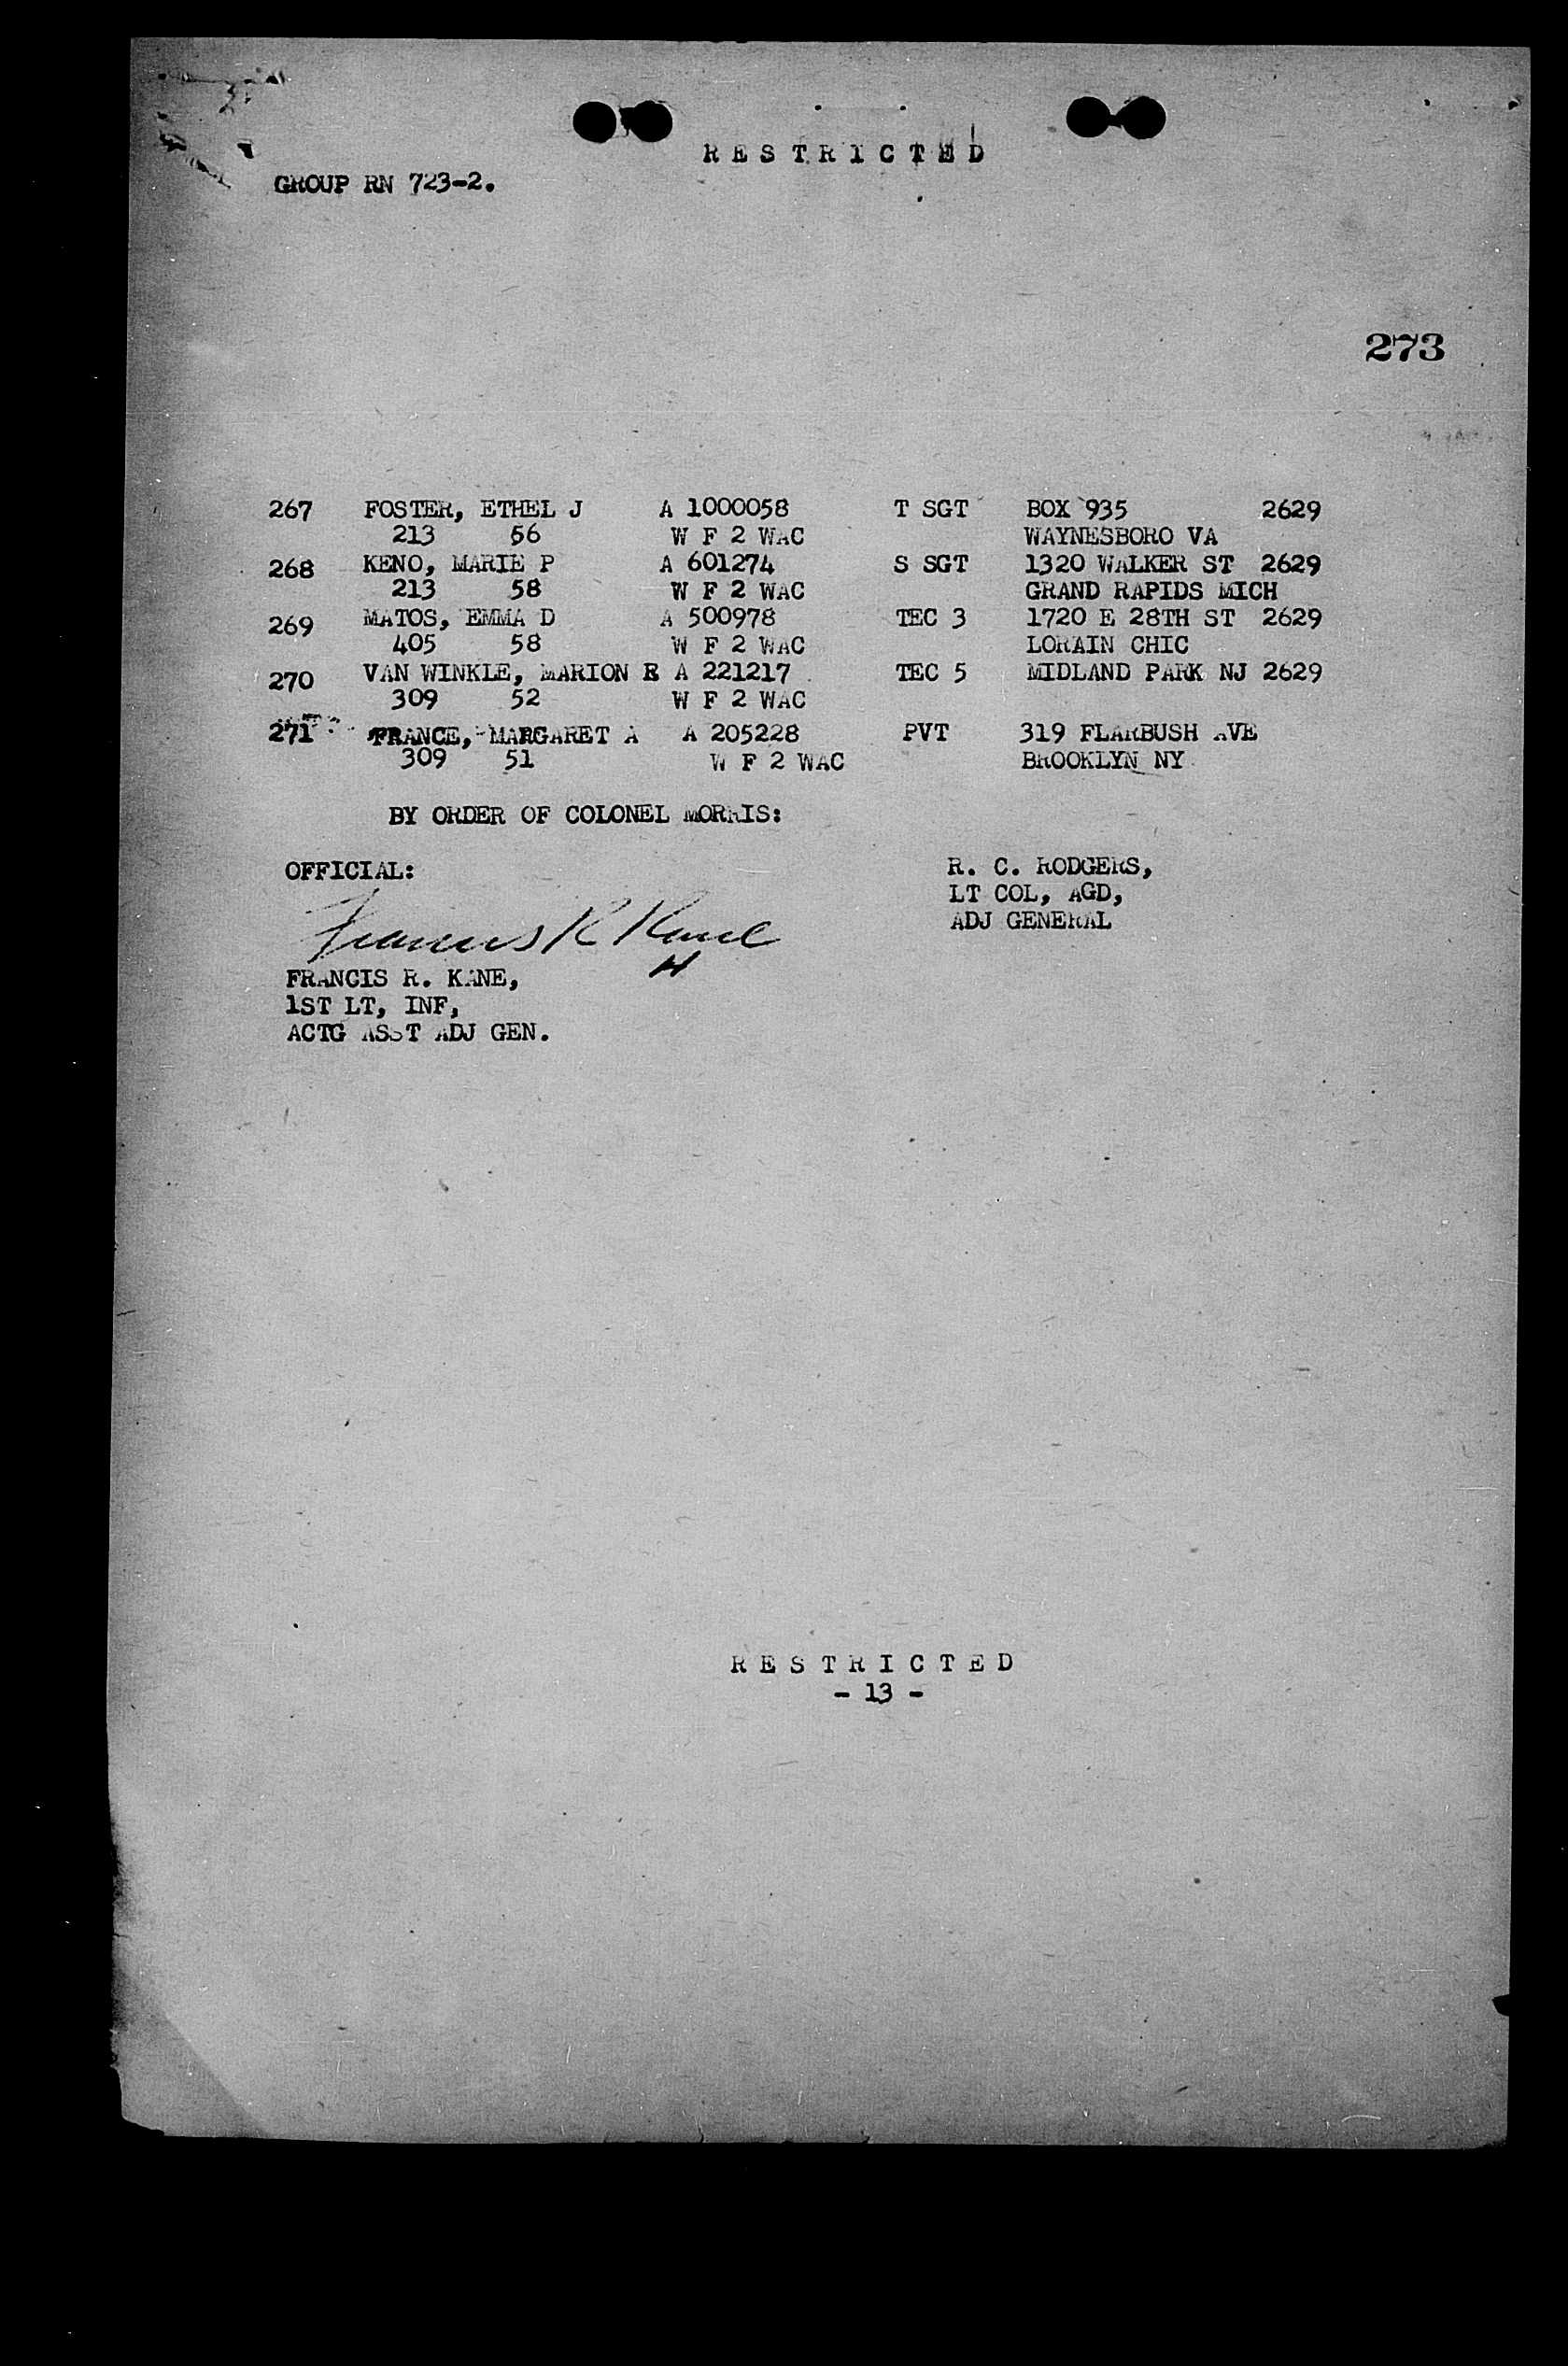 RESTRICTED
GROUP RN 723-2.
273
267 FOSTER, ETHEL J A 1000058 T SGT BOX 935 2629
213 56 W F 2 WAC WAYNESBORO VA
268 KENO, MARIE P A 601274 S SGT 1320 WALKER ST 2629
213 58 W F 2 WAC GRAND RAPIDS MICH
269 MATOS, EMMA D A 500978 TEC 3 1720 E 28TH ST 2629
405 58 W F 2 WAC LORAIN CHIC
270 VAN WINKLE, MARION E A 221217 TEC 5 MIDLAND PARK NJ 2629
309 52 W F 2 WAC
271 FRANCE, MARGARET A A 205228 PVT 319 FLARBUSH AVE
309 51 W F 2 WAC BROOKLYN NY
BY ORDER OF COLONEL MORRIS:
OFFICIAL:
R. C. RODGERS,
LT COL, AGD,
ADJ GENERAL
Francis R Kane
H
FRANCIS R. KANE,
1ST LT, INF,
ACTG ASST ADJ GEN.
RESTRICTED
- 13 -